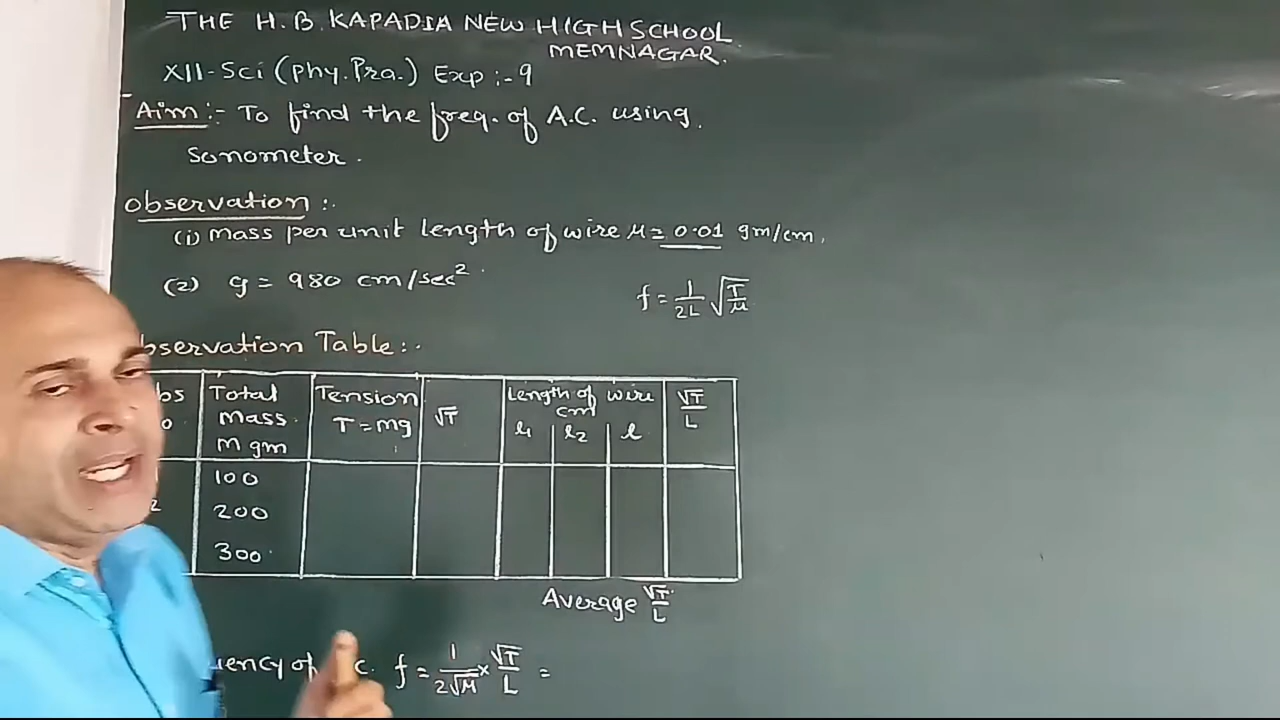 THE H.B. KAPADIA NEW HIGH SCHOOL
MEMNAGAR.
XII-Sci (Phy. Pra.) Exp :- 9
Aim :- To find the freq. of A.C. using
Sonometer.
Observation :-
(i) Mass per unit length of wire μ = 0.01 gm/cm.
(2) g = 980 cm/sec²
f = 1/2L √T/μ
bservation Table :-
bs Total Mass M gm Tension T = mg √T Length of wire cm l₁ l₂ l √T/L
100
2 200
300
Average √T/L
uency of c. f = 1/2√μ × √T/L =